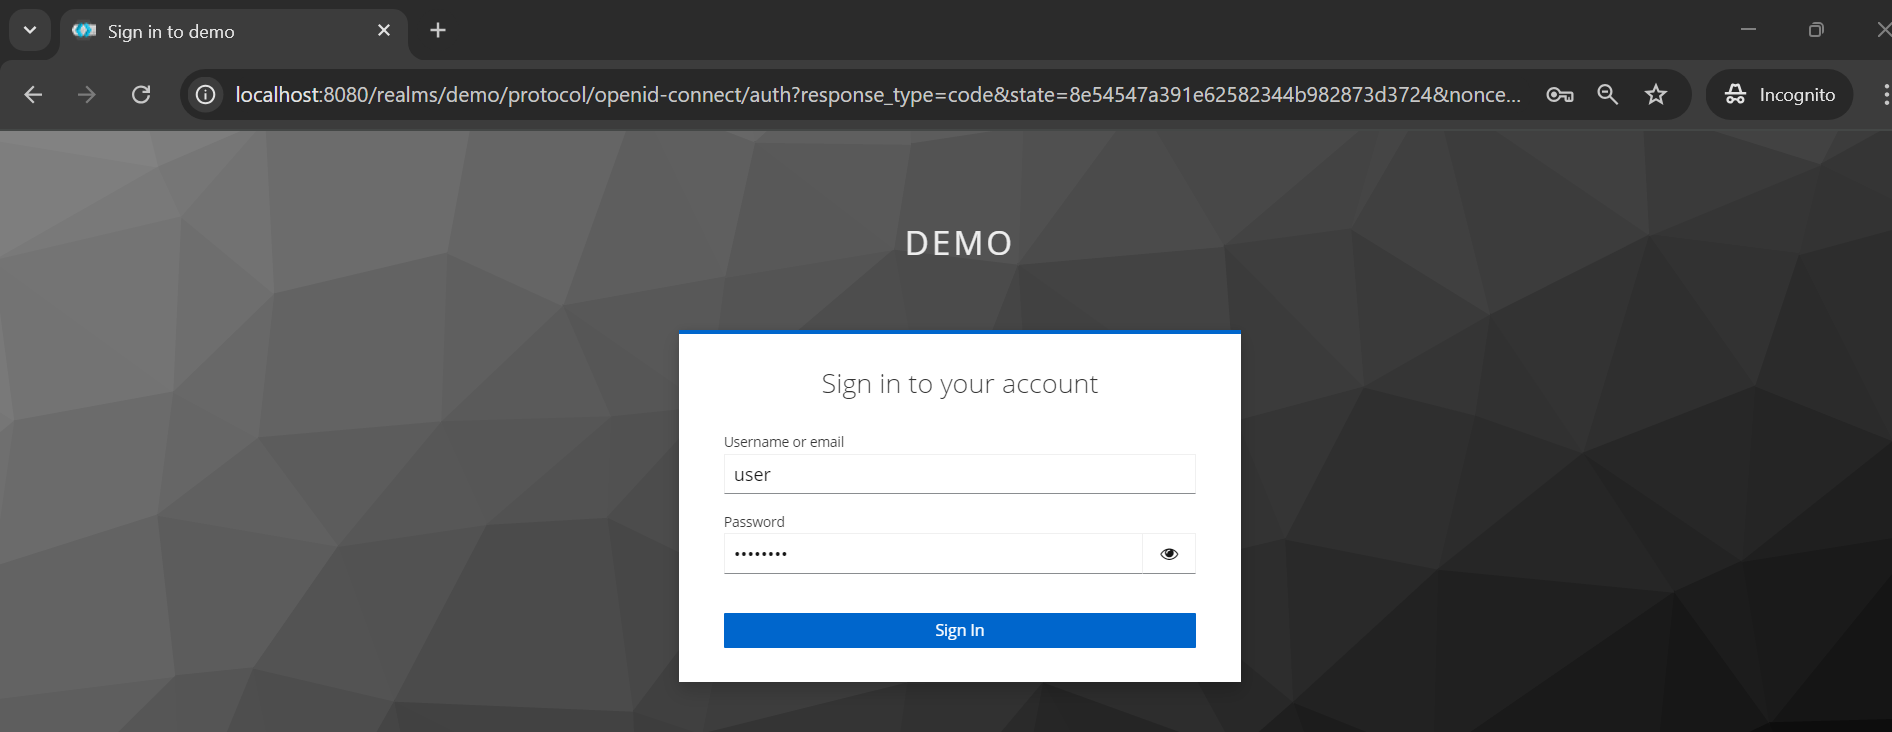 Sign in to demo
localhost:8080/realms/demo/protocol/openid-connect/auth?response_type=code&state=8e54547a391e62582344b982873d3724&nonce...
Incognito
DEMO
Sign in to your account
Username or email
user
Password
••••••••
Sign In